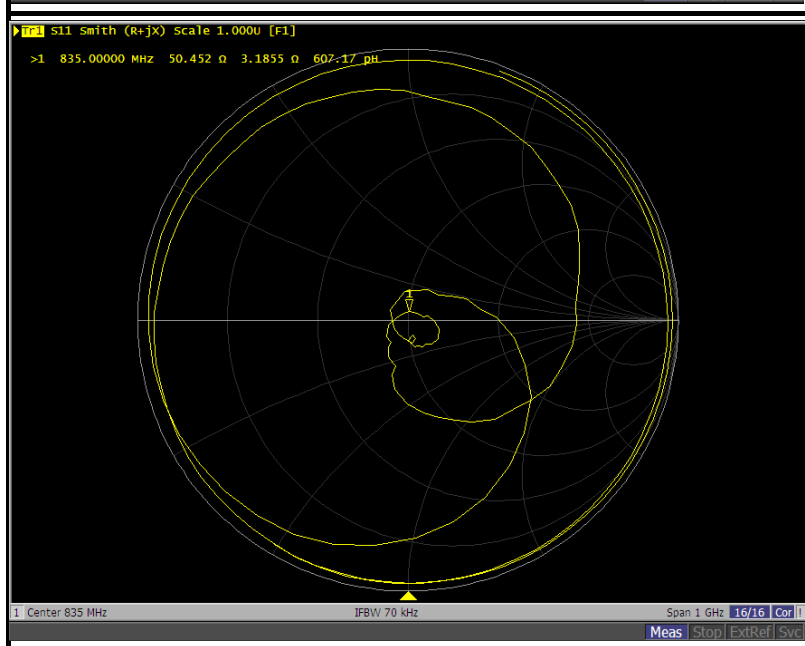 Tr1 S11 Smith (R+jX) Scale 1.000U [F1]
>1 835.00000 MHz 50.452 Ω 3.1855 Ω 607.17 pH
1
1 Center 835 MHz IFBW 70 kHz Span 1 GHz 16/16 Cor !
Meas Stop ExtRef Svc